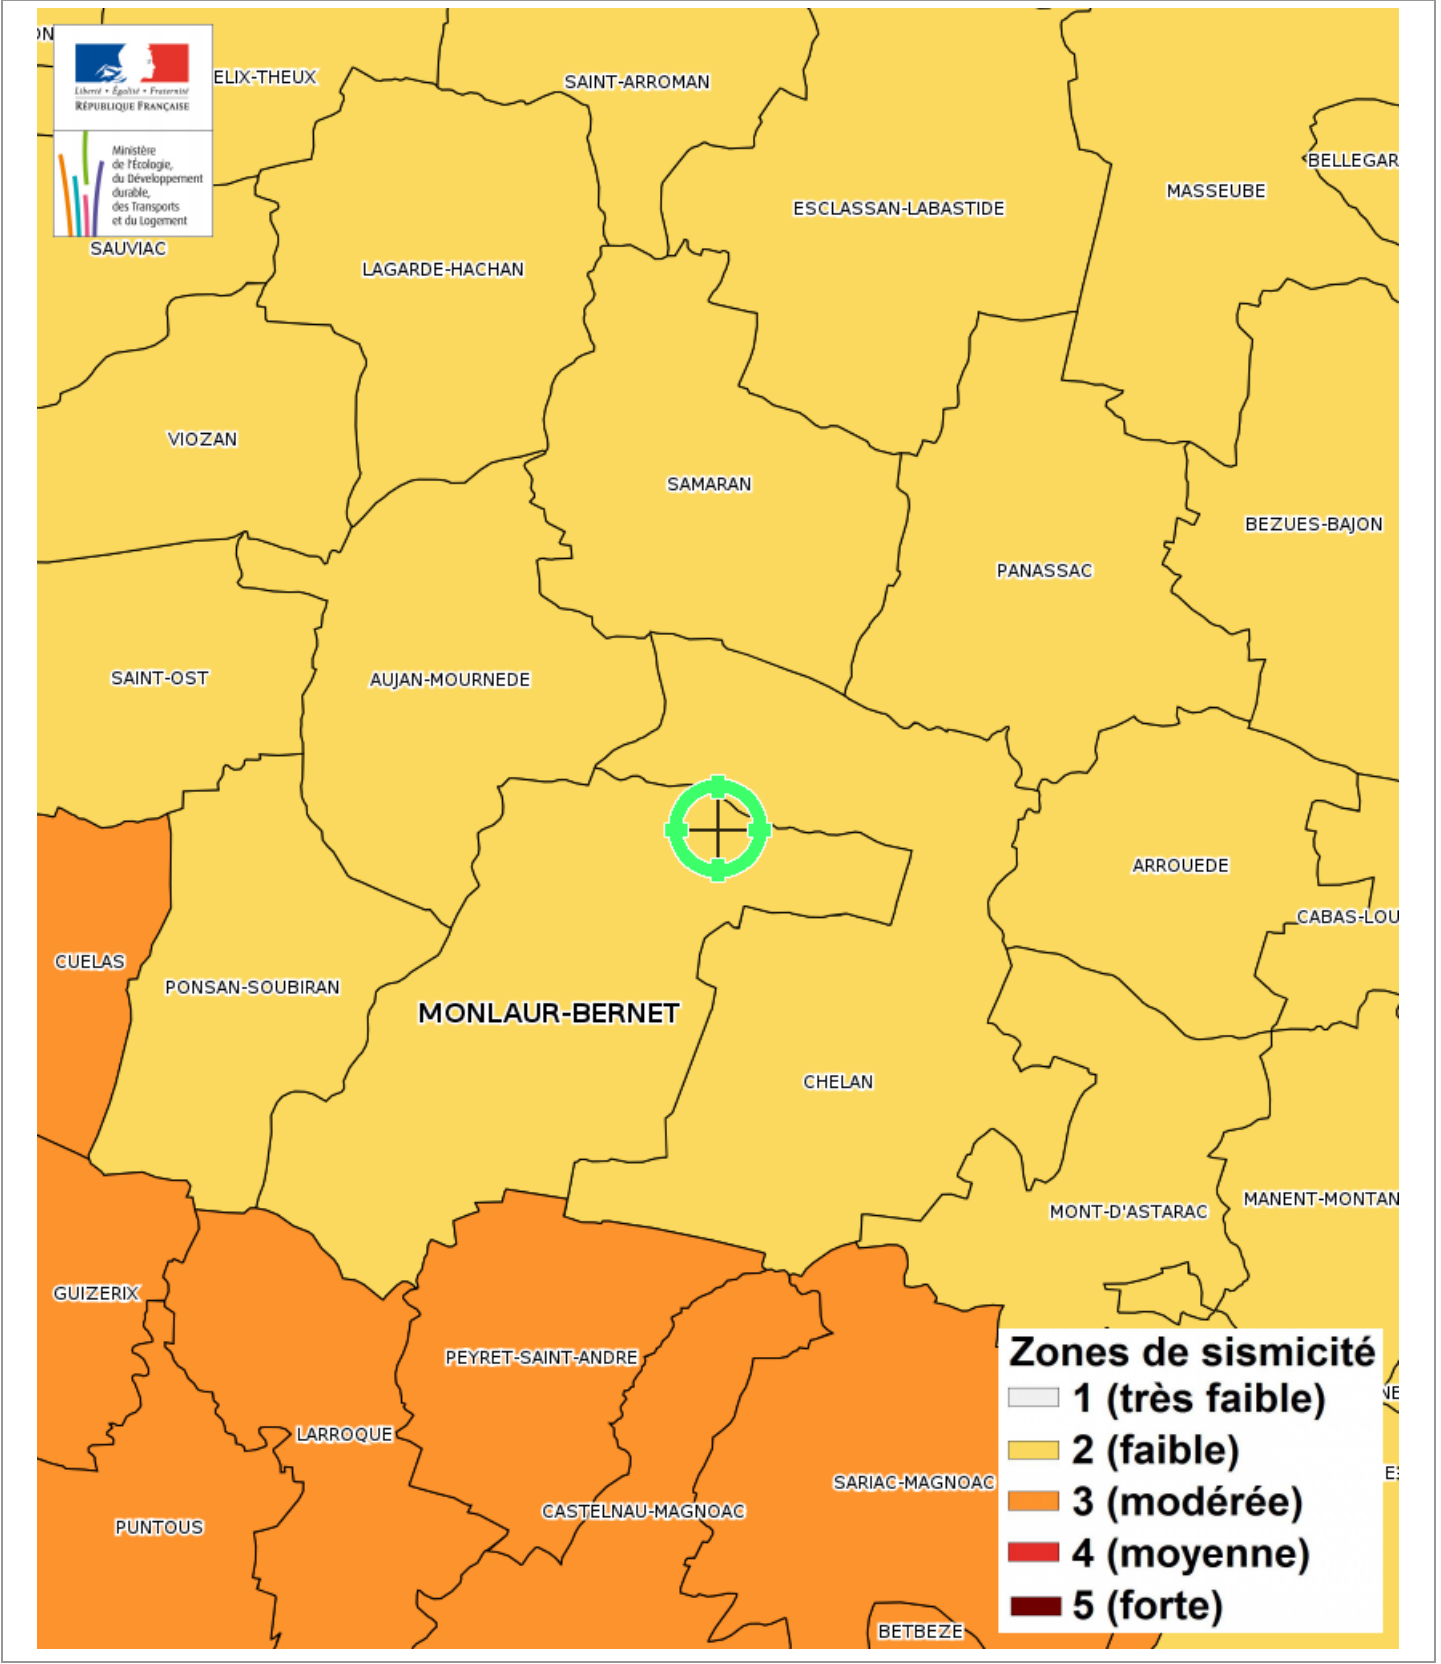 ELIX-THEUX
SAINT-ARROMAN
Liberté • Égalité • Fraternité
RÉPUBLIQUE FRANÇAISE
Ministère
de l'Écologie,
du Développement
durable,
des Transports
et du Logement
BELLEGAR
MASSEUBE
ESCLASSAN-LABASTIDE
SAUVIAC
LAGARDE-HACHAN
VIOZAN
SAMARAN
BEZUES-BAJON
PANASSAC
SAINT-OST
AUJAN-MOURNEDE
ARROUEDE
CABAS-LOU
CUELAS
PONSAN-SOUBIRAN
MONLAUR-BERNET
CHELAN
MONT-D'ASTARAC
MANENT-MONTAN
GUIZERIX
PEYRET-SAINT-ANDRE
LARROQUE
SARIAC-MAGNOAC
CASTELNAU-MAGNOAC
PUNTOUS
BETBEZE
Zones de sismicité
1 (très faible)
2 (faible)
3 (modérée)
4 (moyenne)
5 (forte)